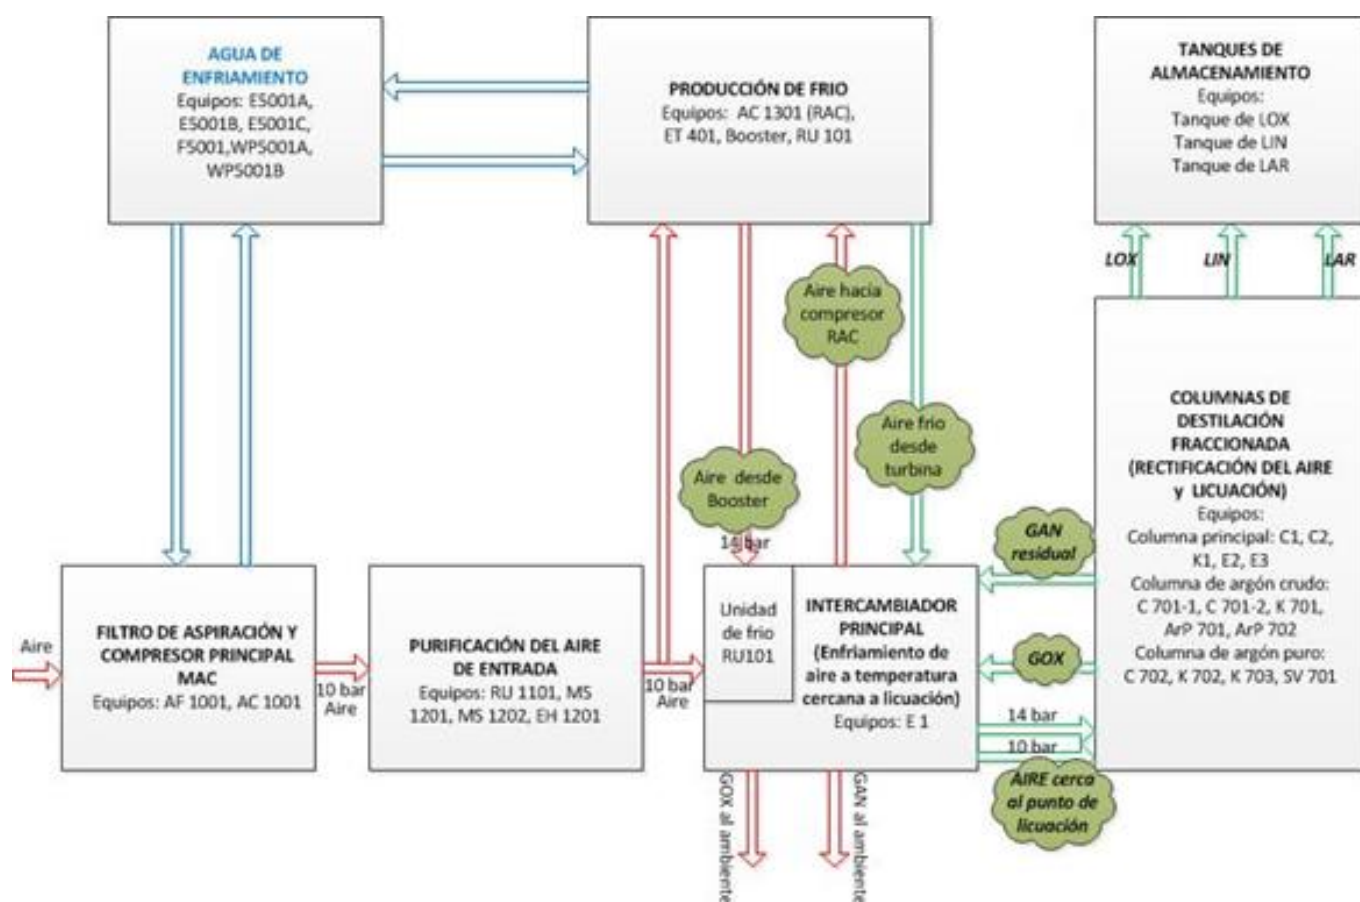 AGUA DE
ENFRIAMIENTO
Equipos: E5001A,
E5001B, E5001C,
F5001,WP5001A,
WP5001B
PRODUCCIÓN DE FRIO
Equipos: AC 1301 (RAC),
ET 401, Booster, RU 101
TANQUES DE
ALMACENAMIENTO
Equipos:
Tanque de LOX
Tanque de LIN
Tanque de LAR
LOX
LIN
LAR
Aire hacia
compresor
RAC
Aire frio
desde
turbina
Aire desde
Booster
14 bar
GAN
residual
GOX
COLUMNAS DE
DESTILACIÓN
FRACCIONADA
(RECTIFICACIÓN DEL AIRE
y LICUACIÓN)
Equipos:
Columna principal: C1, C2,
K1, E2, E3
Columna de argón crudo:
C 701-1, C 701-2, K 701,
ArP 701, ArP 702
Columna de argón puro:
C 702, K 702, K 703, SV 701
Aire
FILTRO DE ASPIRACIÓN Y
COMPRESOR PRINCIPAL
MAC
Equipos: AF 1001, AC 1001
10 bar
Aire
PURIFICACIÓN DEL AIRE
DE ENTRADA
Equipos: RU 1101, MS
1201, MS 1202, EH 1201
10 bar
Aire
Unidad
de frio
RU101
INTERCAMBIADOR
PRINCIPAL
(Enfriamiento de
aire a temperatura
cercana a licuación)
Equipos: E 1
14 bar
10 bar
AIRE cerca
al punto de
licuación
GOX al ambiente
GAN al ambiente